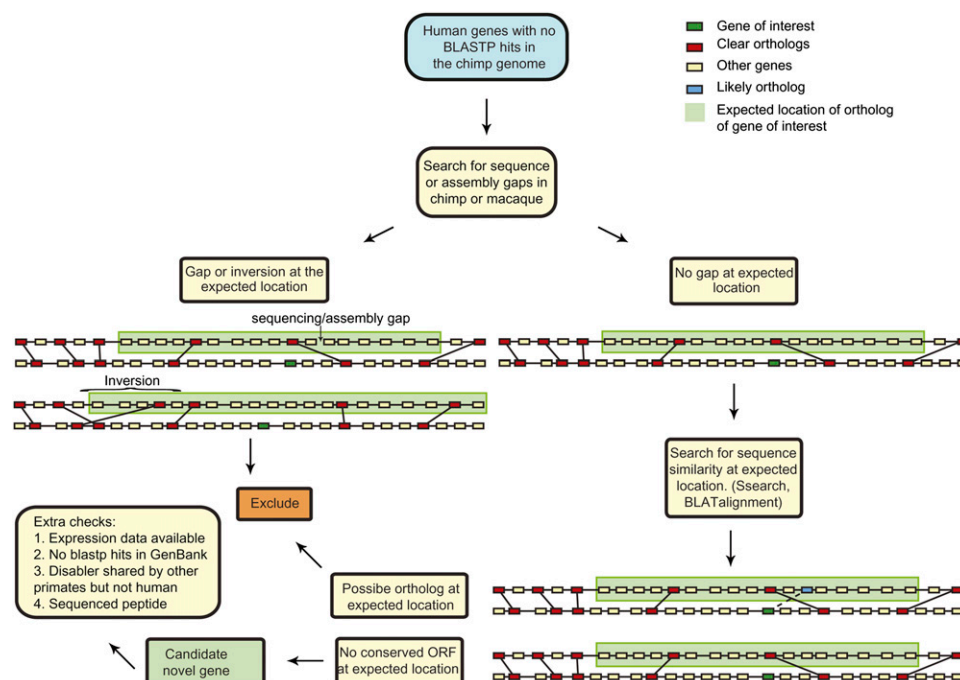 Human genes with no
BLASTP hits in
the chimp genome
Gene of interest
Clear orthologs
Other genes
Likely ortholog
Expected location of ortholog
of gene of interest
Search for sequence
or assembly gaps in
chimp or macaque
Gap or inversion at the
expected location
No gap at expected
location
sequencing/assembly gap
Inversion
Search for sequence
similarity at expected
location. (Ssearch,
BLATalignment)
Exclude
Extra checks:
1. Expression data available
2. No blastp hits in GenBank
3. Disabler shared by other
primates but not human
4. Sequenced peptide
Possibe ortholog at
expected location
Candidate
novel gene
No conserved ORF
at expected location